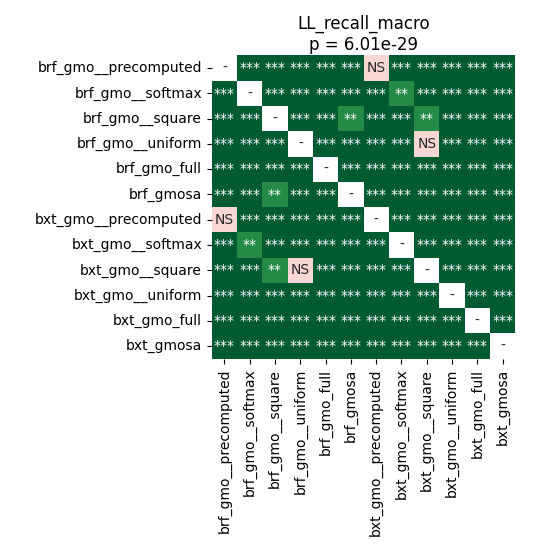 LL_recall_macro
p = 6.01e-29
brf_gmo__precomputed - *** *** *** *** *** NS *** *** *** *** ***
brf_gmo__softmax *** - *** *** *** *** *** ** *** *** *** ***
brf_gmo__square *** *** - *** *** ** *** *** ** *** *** ***
brf_gmo__uniform *** *** *** - *** *** *** *** NS *** *** ***
brf_gmo_full *** *** *** *** - *** *** *** *** *** *** ***
brf_gmosa *** *** ** *** *** - *** *** *** *** *** ***
bxt_gmo__precomputed NS *** *** *** *** *** - *** *** *** *** ***
bxt_gmo__softmax *** ** *** *** *** *** *** - *** *** *** ***
bxt_gmo__square *** *** ** NS *** *** *** *** - *** *** ***
bxt_gmo__uniform *** *** *** *** *** *** *** *** *** - *** ***
bxt_gmo_full *** *** *** *** *** *** *** *** *** *** - ***
bxt_gmosa *** *** *** *** *** *** *** *** *** *** *** -
brf_gmo__precomputed
brf_gmo__softmax
brf_gmo__square
brf_gmo__uniform
brf_gmo_full
brf_gmosa
bxt_gmo__precomputed
bxt_gmo__softmax
bxt_gmo__square
bxt_gmo__uniform
bxt_gmo_full
bxt_gmosa